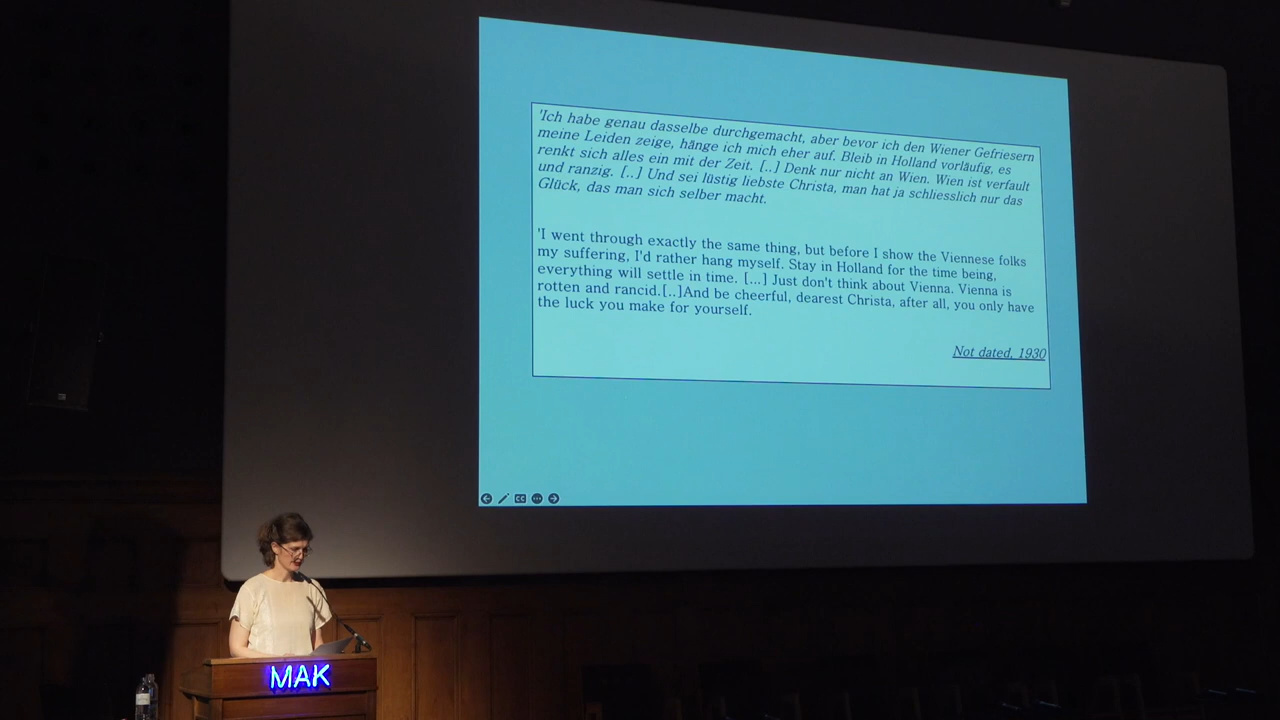 'Ich habe genau dasselbe durchgemacht, aber bevor ich den Wiener Gefriesern
meine Leiden zeige, hänge ich mich eher auf. Bleib in Holland vorläufig, es
renkt sich alles ein mit der Zeit. [..] Denk nur nicht an Wien. Wien ist verfault
und ranzig. [..] Und sei lüstig liebste Christa, man hat ja schliesslich nur das
Glück, das man sich selber macht.
'I went through exactly the same thing, but before I show the Viennese folks
my suffering, I'd rather hang myself. Stay in Holland for the time being,
everything will settle in time. [...] Just don't think about Vienna. Vienna is
rotten and rancid.[..]And be cheerful, dearest Christa, after all, you only have
the luck you make for yourself.
Not dated, 1930
CC
MAK